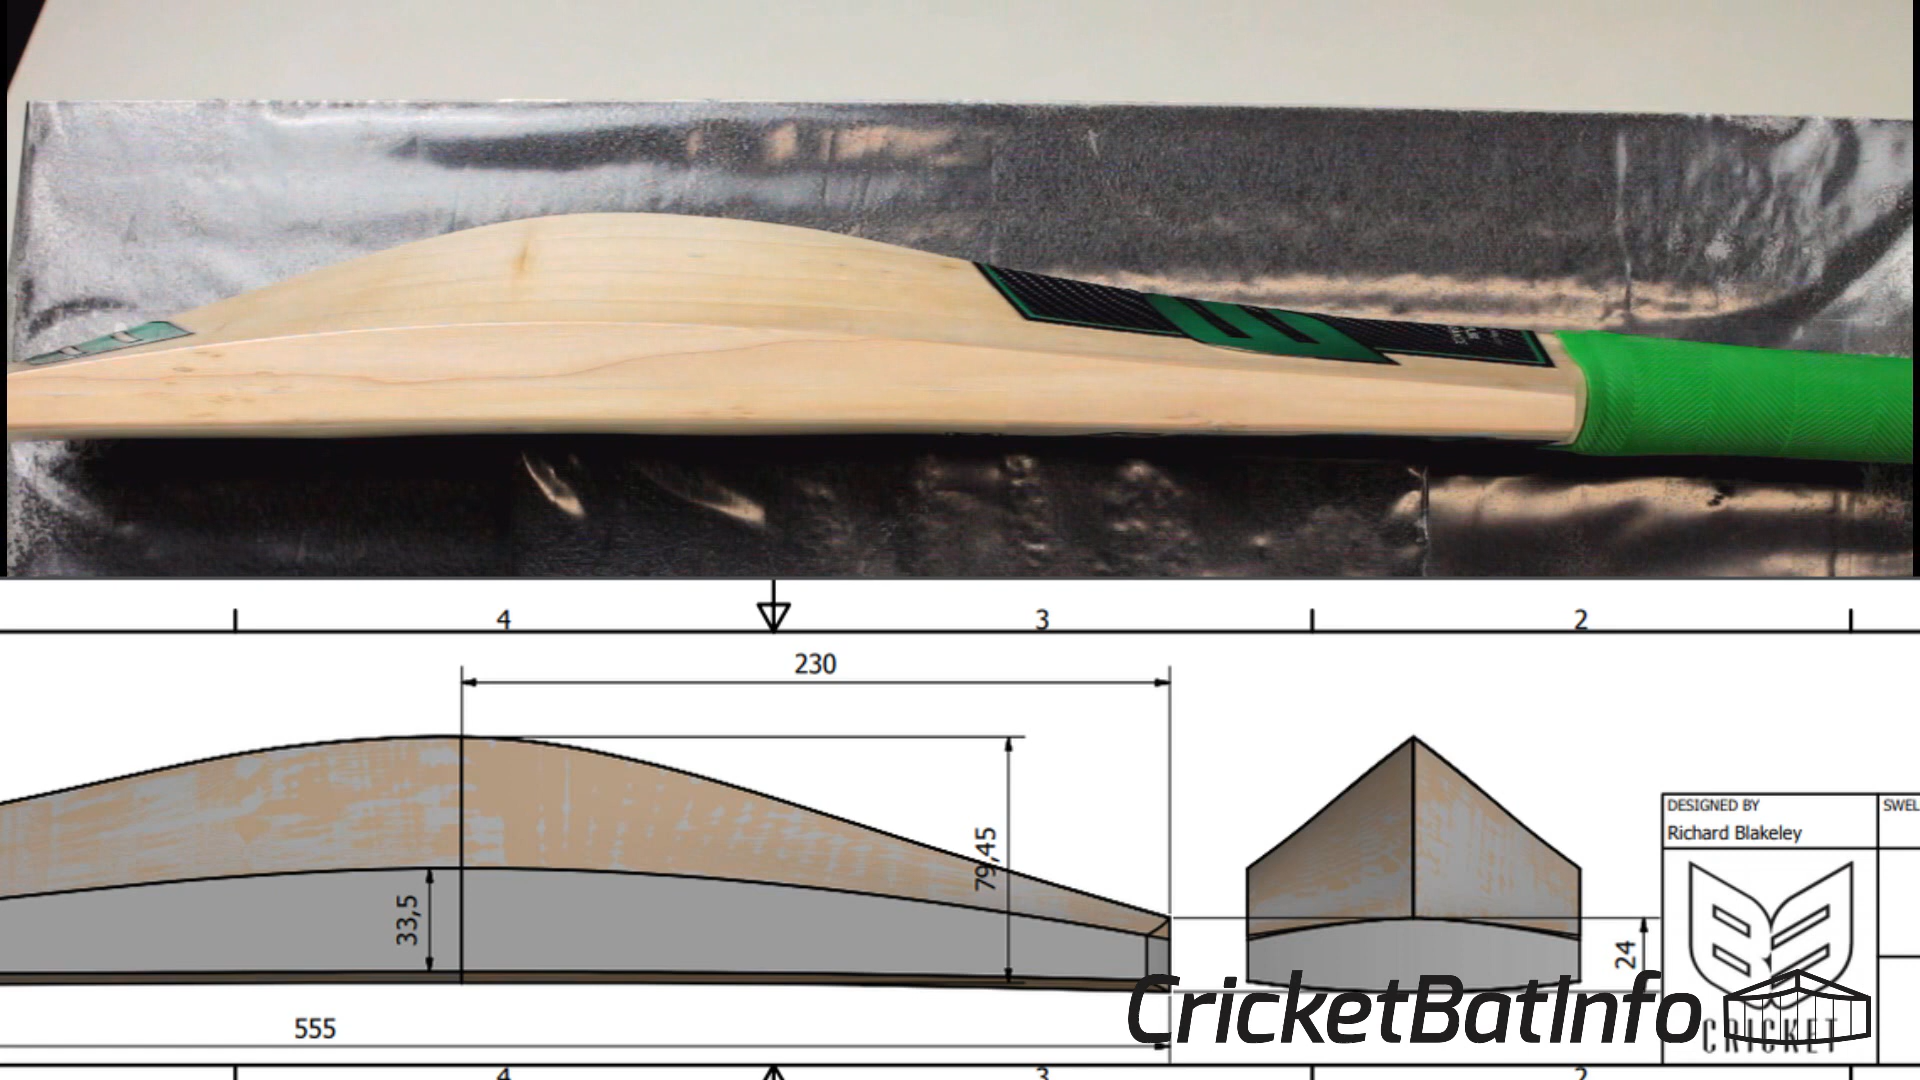 4
3
2
230
79,45
33,5
24
555
DESIGNED BY
SWEL
Richard Blakeley
CRICKET
CricketBatInfo
4
3
2